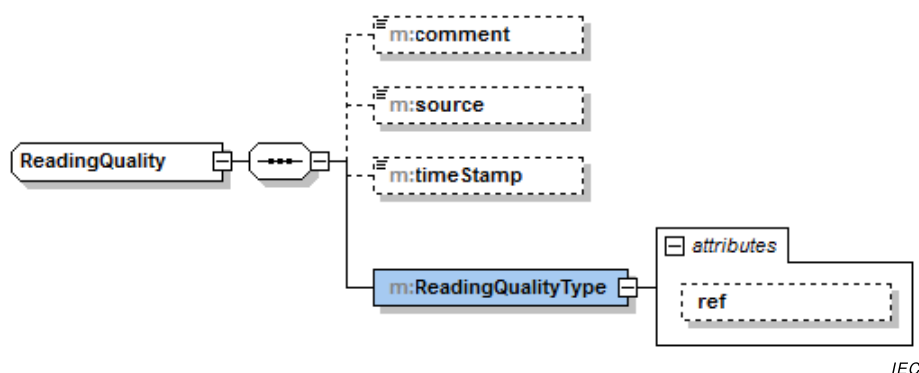 m:comment
m:source
ReadingQuality
m:timeStamp
attributes
m:ReadingQualityType
ref
IEC